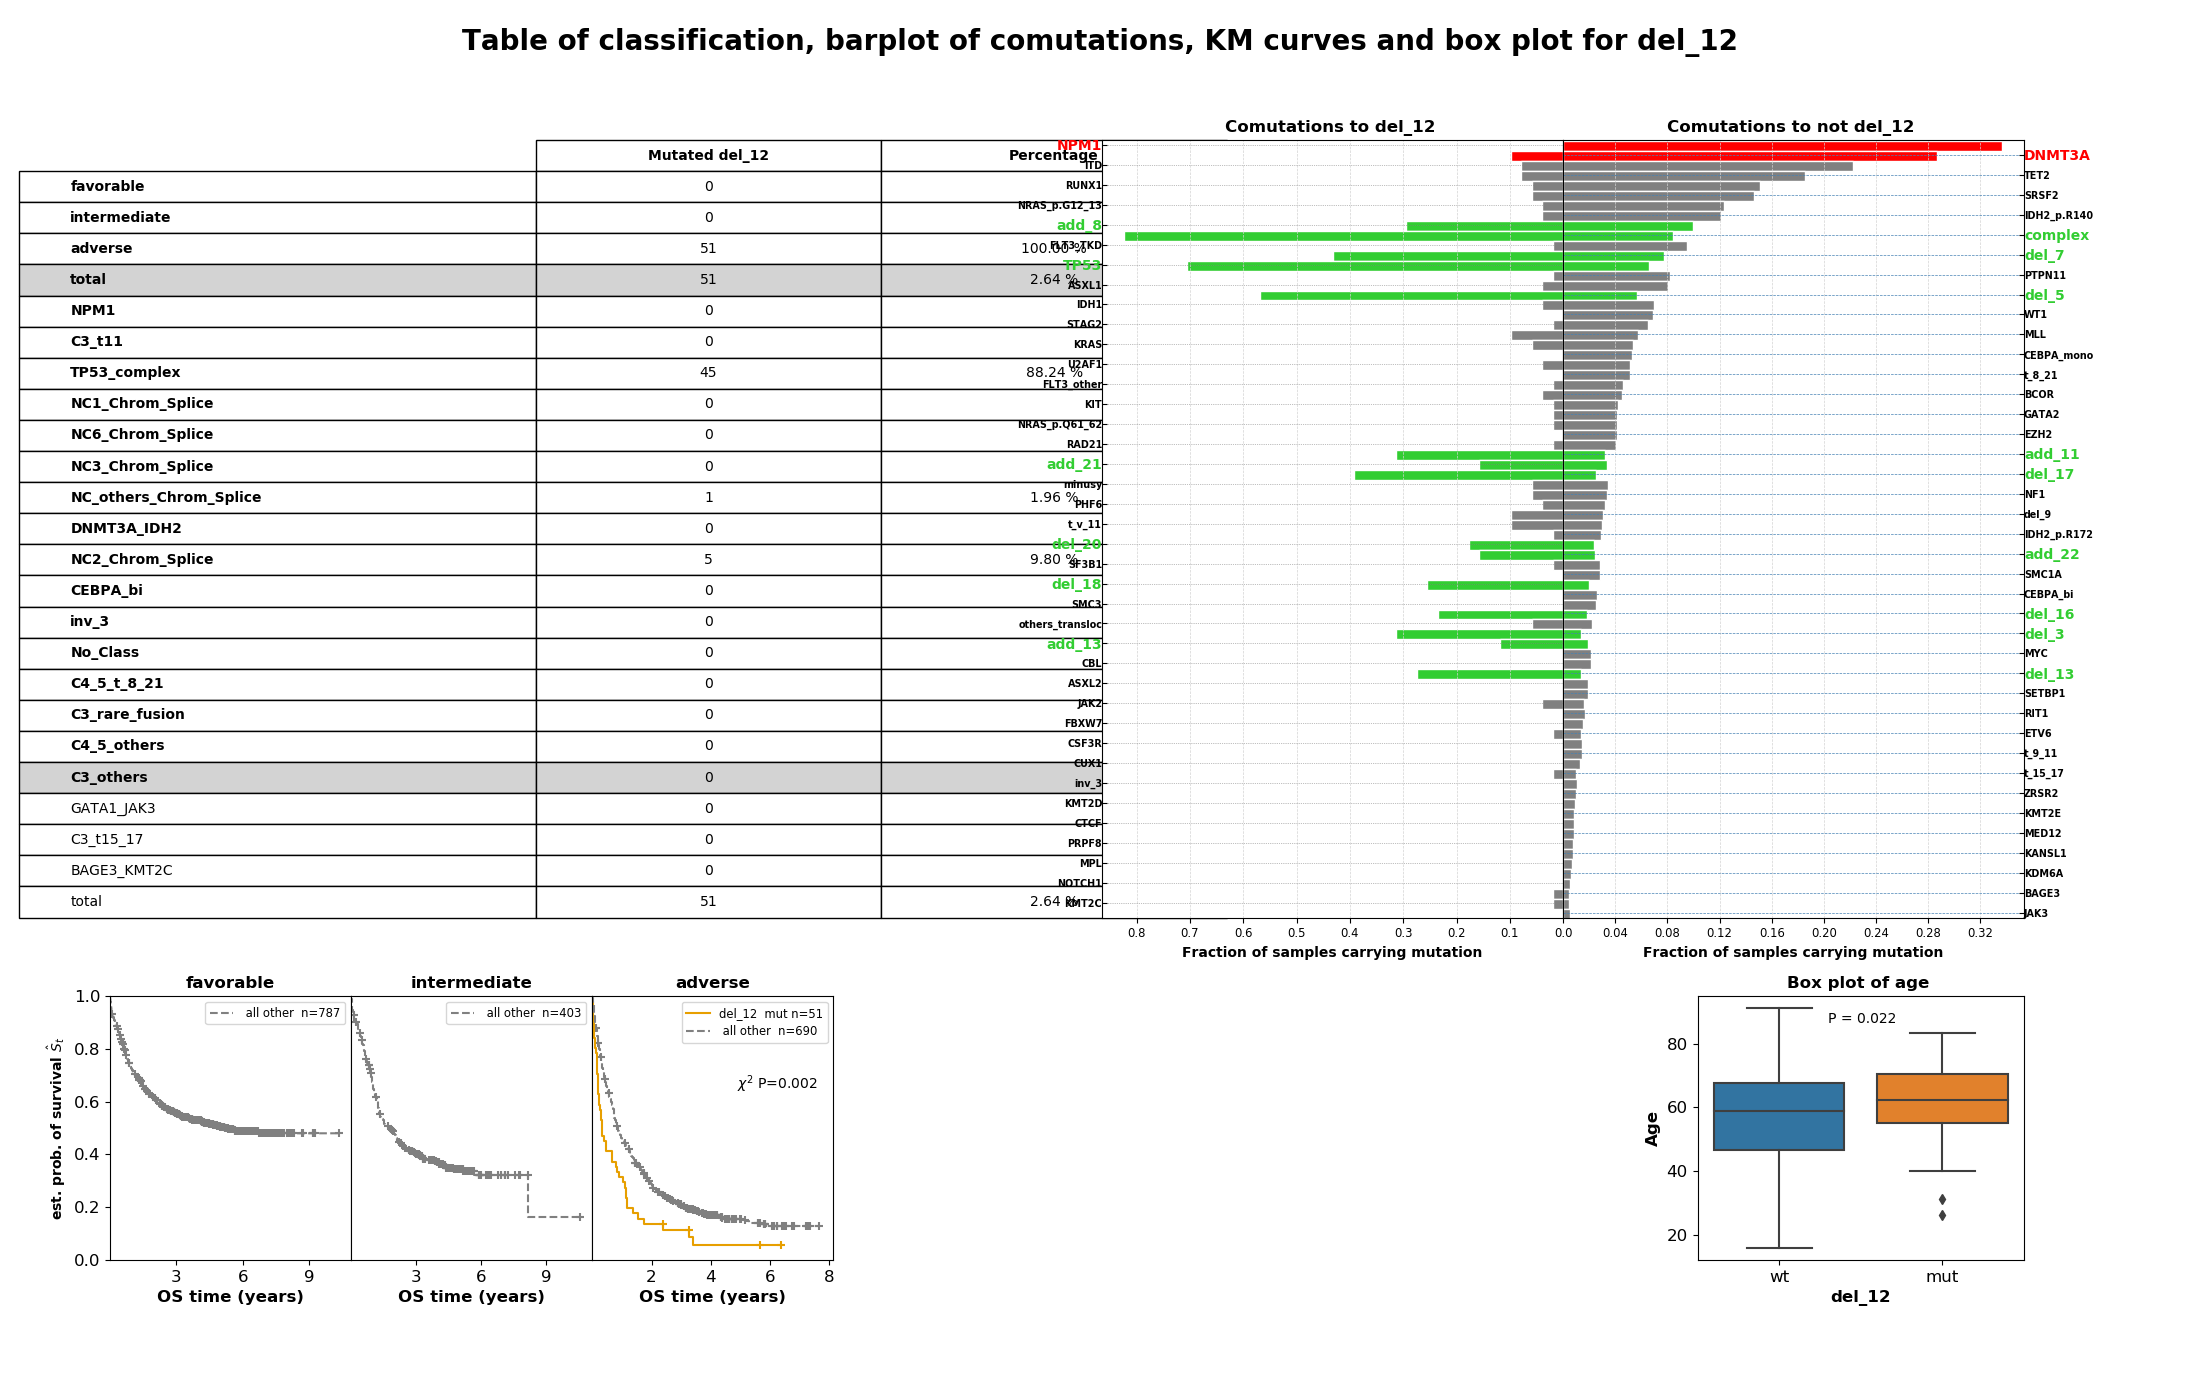 Table of classification, barplot of comutations, KM curves and box plot for del_12
Mutated del_12 Percentage
favorable 0
intermediate 0
adverse 51 100.00 %
total 51 2.64 %
NPM1 0
C3_t11 0
TP53_complex 45 88.24 %
NC1_Chrom_Splice 0
NC6_Chrom_Splice 0
NC3_Chrom_Splice 0
NC_others_Chrom_Splice 1 1.96 %
DNMT3A_IDH2 0
NC2_Chrom_Splice 5 9.80 %
CEBPA_bi 0
inv_3 0
No_Class 0
C4_5_t_8_21 0
C3_rare_fusion 0
C4_5_others 0
C3_others 0
GATA1_JAK3 0
C3_t15_17 0
BAGE3_KMT2C 0
total 51 2.64 %
Comutations to del_12
Comutations to not del_12
NPM1
ITD
RUNX1
NRAS_p.G12_13
add_8
FLT3_TKD
TP53
ASXL1
IDH1
STAG2
KRAS
U2AF1
FLT3_other
KIT
NRAS_p.Q61_62
RAD21
add_21
minusy
PHF6
t_v_11
del_20
SF3B1
del_18
SMC3
others_transloc
add_13
CBL
ASXL2
JAK2
FBXW7
CSF3R
CUX1
inv_3
KMT2D
CTCF
PRPF8
MPL
NOTCH1
KMT2C
DNMT3A
TET2
SRSF2
IDH2_p.R140
complex
del_7
PTPN11
del_5
WT1
MLL
CEBPA_mono
t_8_21
BCOR
GATA2
EZH2
add_11
del_17
NF1
del_9
IDH2_p.R172
add_22
SMC1A
CEBPA_bi
del_16
del_3
MYC
del_13
SETBP1
RIT1
ETV6
t_9_11
t_15_17
ZRSR2
KMT2E
MED12
KANSL1
KDM6A
BAGE3
JAK3
0.8 0.7 0.6 0.5 0.4 0.3 0.2 0.1 0.0 0.04 0.08 0.12 0.16 0.20 0.24 0.28 0.32
Fraction of samples carrying mutation
Fraction of samples carrying mutation
favorable
intermediate
adverse
all other n=787
all other n=403
del_12 mut n=51
all other n=690
χ² P=0.002
1.0
0.8
0.6
0.4
0.2
0.0
est. prob. of survival Ŝt
3 6 9
3 6 9
2 4 6 8
OS time (years)
OS time (years)
OS time (years)
Box plot of age
P = 0.022
80
60
40
20
Age
wt mut
del_12